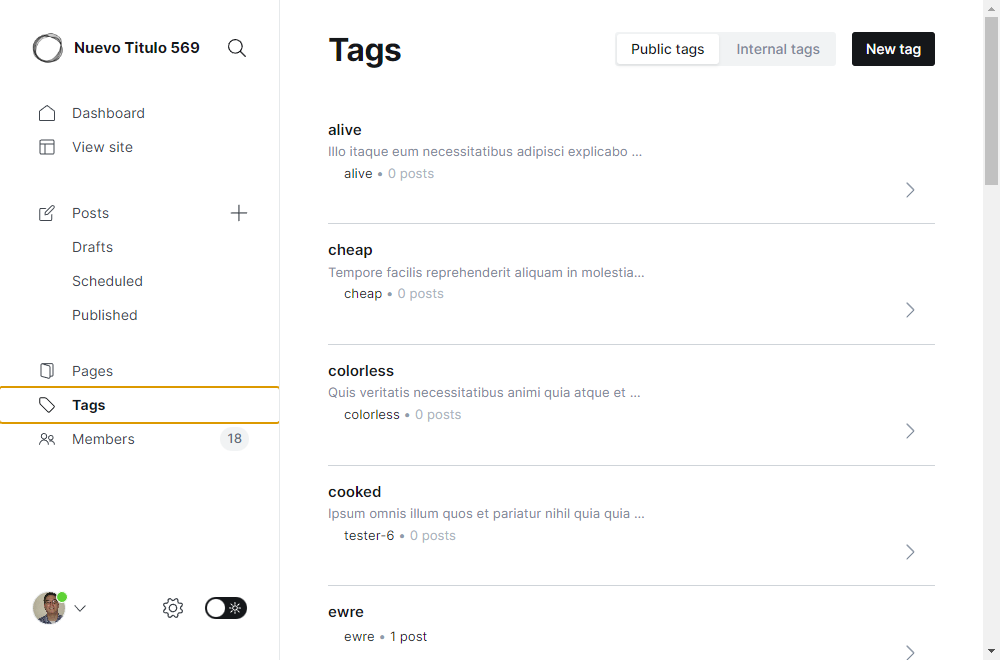 Nuevo Titulo 569
Dashboard
View site
Posts
Drafts
Scheduled
Published
Pages
Tags
Members 18
Tags
Public tags
Internal tags
New tag
alive
Illo itaque eum necessitatibus adipisci explicabo ...
alive • 0 posts
cheap
Tempore facilis reprehenderit aliquam in molestia...
cheap • 0 posts
colorless
Quis veritatis necessitatibus animi quia atque et ...
colorless • 0 posts
cooked
Ipsum omnis illum quos et pariatur nihil quia quia ...
tester-6 • 0 posts
ewre
ewre • 1 post